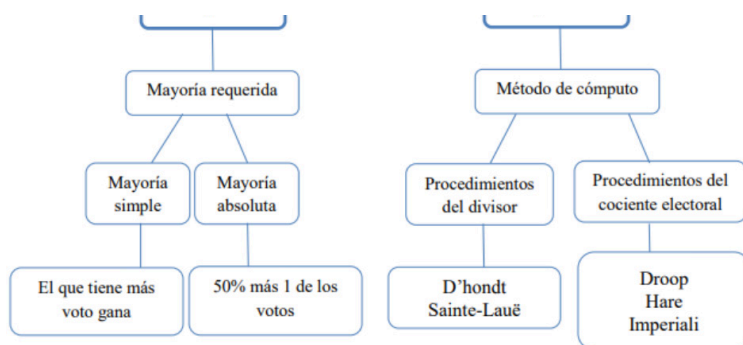 Mayoría requerida
Método de cómputo
Mayoría
simple
Mayoría
absoluta
Procedimientos
del divisor
Procedimientos del
cociente electoral
El que tiene más
voto gana
50% más 1 de los
votos
D’hondt
Sainte-Lauë
Droop
Hare
Imperiali